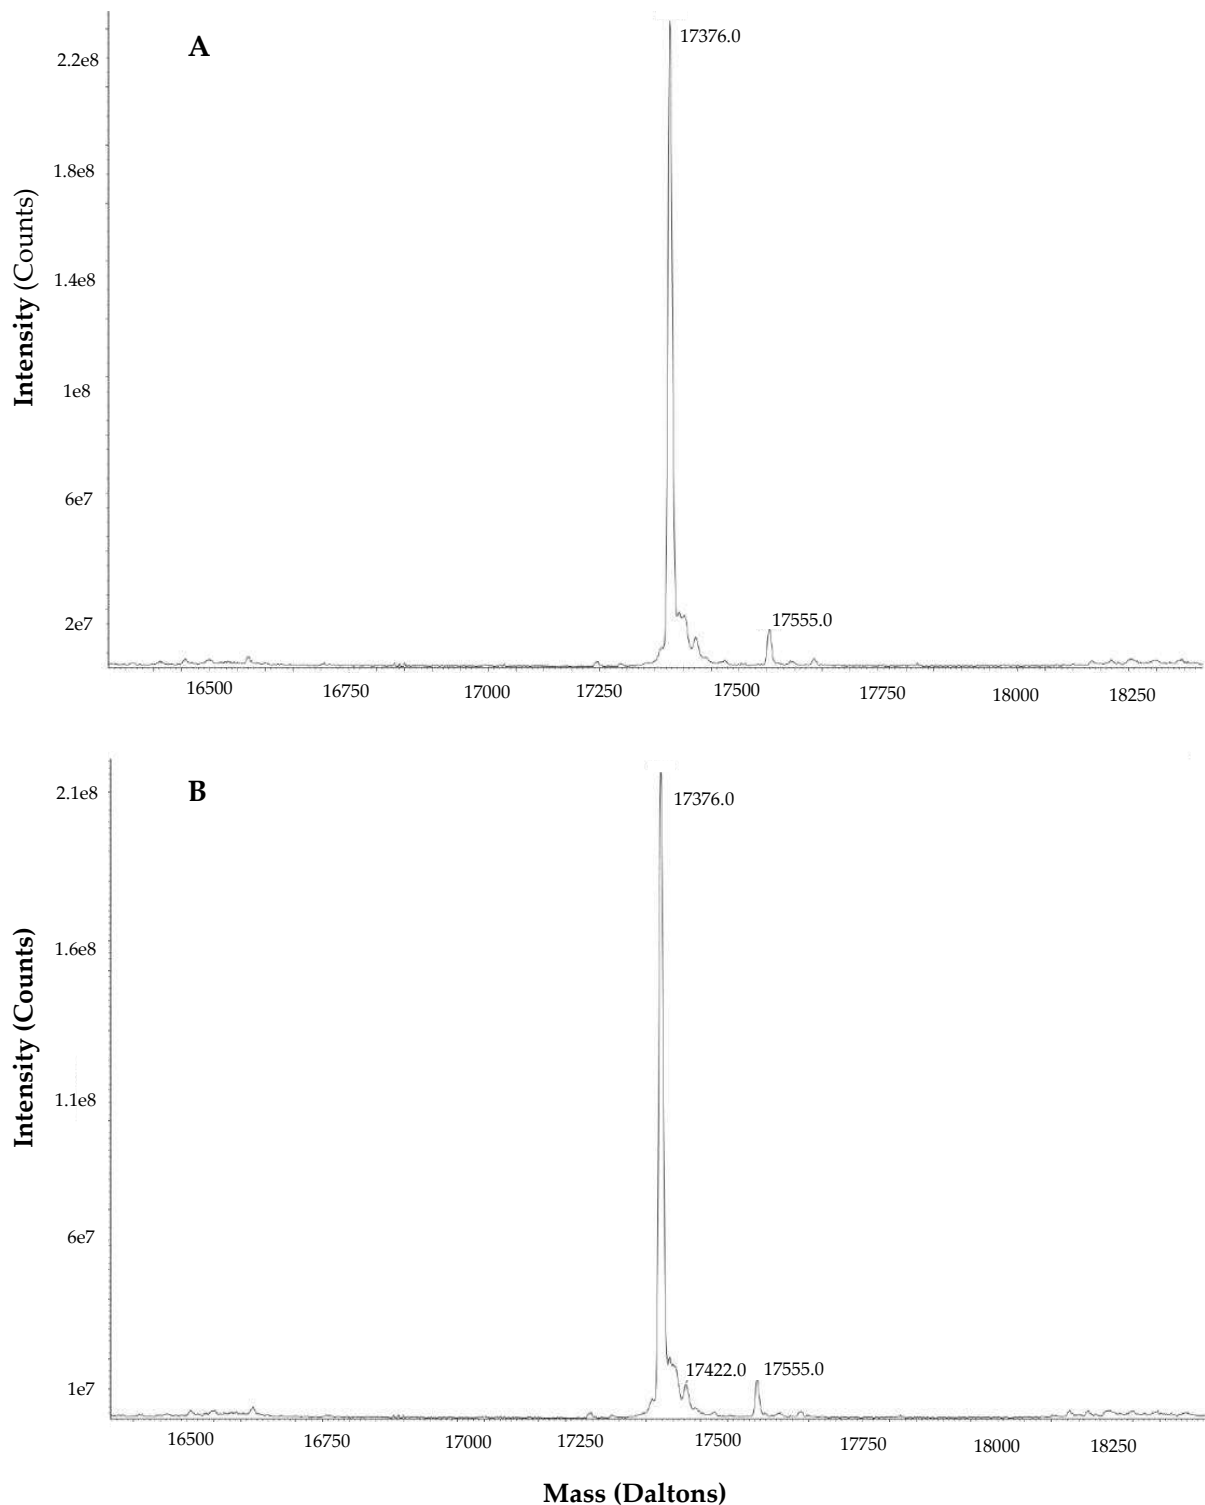 A
17376.0
2.2e8
1.8e8
Intensity (Counts)
1.4e8
1e8
6e7
2e7
17555.0
16500 16750 17000 17250 17500 17750 18000 18250
B
2.1e8
17376.0
1.6e8
Intensity (Counts)
1.1e8
6e7
1e7
17422.0 17555.0
16500 16750 17000 17250 17500 17750 18000 18250
Mass (Daltons)